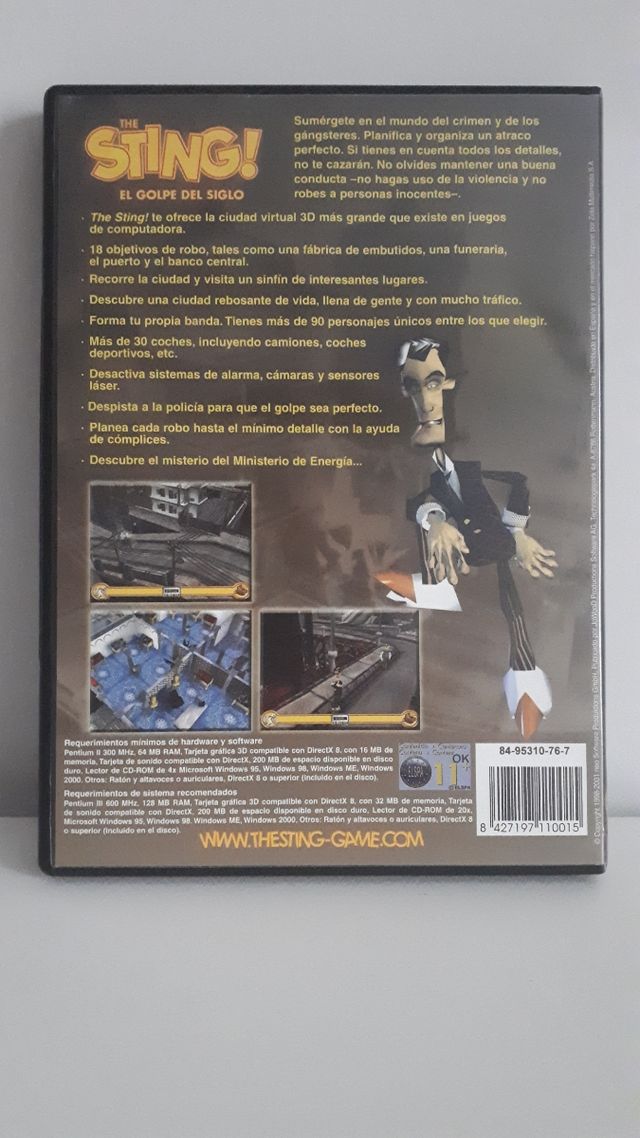 THE
STING!
EL GOLPE DEL SIGLO
Sumérgete en el mundo del crimen y de los
gángsteres. Planifica y organiza un atraco
perfecto. Si tienes en cuenta todos los detalles,
no te cazarán. No olvides mantener una buena
conducta –no hagas uso de la violencia y no
robes a personas inocentes–.
· The Sting! te ofrece la ciudad virtual 3D más grande que existe en juegos
de computadora.
· 18 objetivos de robo, tales como una fábrica de embutidos, una funeraria,
el puerto y el banco central.
· Recorre la ciudad y visita un sinfín de interesantes lugares.
· Descubre una ciudad rebosante de vida, llena de gente y con mucho tráfico.
· Forma tu propia banda. Tienes más de 90 personajes únicos entre los que elegir.
· Más de 30 coches, incluyendo camiones, coches
deportivos, etc.
· Desactiva sistemas de alarma, cámaras y sensores
láser.
· Despista a la policía para que el golpe sea perfecto.
· Planea cada robo hasta el mínimo detalle con la ayuda
de cómplices.
· Descubre el misterio del Ministerio de Energía...
Requerimientos mínimos de hardware y software
Pentium II 300 MHz, 64 MB RAM, Tarjeta gráfica 3D compatible con DirectX 8, con 16 MB de
memoria, Tarjeta de sonido compatible con DirectX, 200 MB de espacio disponible en disco
duro, Lector de CD-ROM de 4x Microsoft Windows 95, Windows 98, Windows ME, Windows
2000. Otros: Ratón y altavoces o auriculares, DirectX 8 o superior (incluido en el disco).
Requerimientos de sistema recomendados
Pentium III 600 MHz, 128 MB RAM, Tarjeta gráfica 3D compatible con DirectX 8, con 32 MB de memoria, Tarjeta
de sonido compatible con DirectX, 200 MB de espacio disponible en disco duro, Lector de CD-ROM de 20x,
Microsoft Windows 95, Windows 98, Windows ME, Windows 2000. Otros: Ratón y altavoces o auriculares, DirectX 8
o superior (incluido en el disco).
WWW.THESTING-GAME.COM
ELSPA
11
OK
84-95310-76-7
8 427197 110015